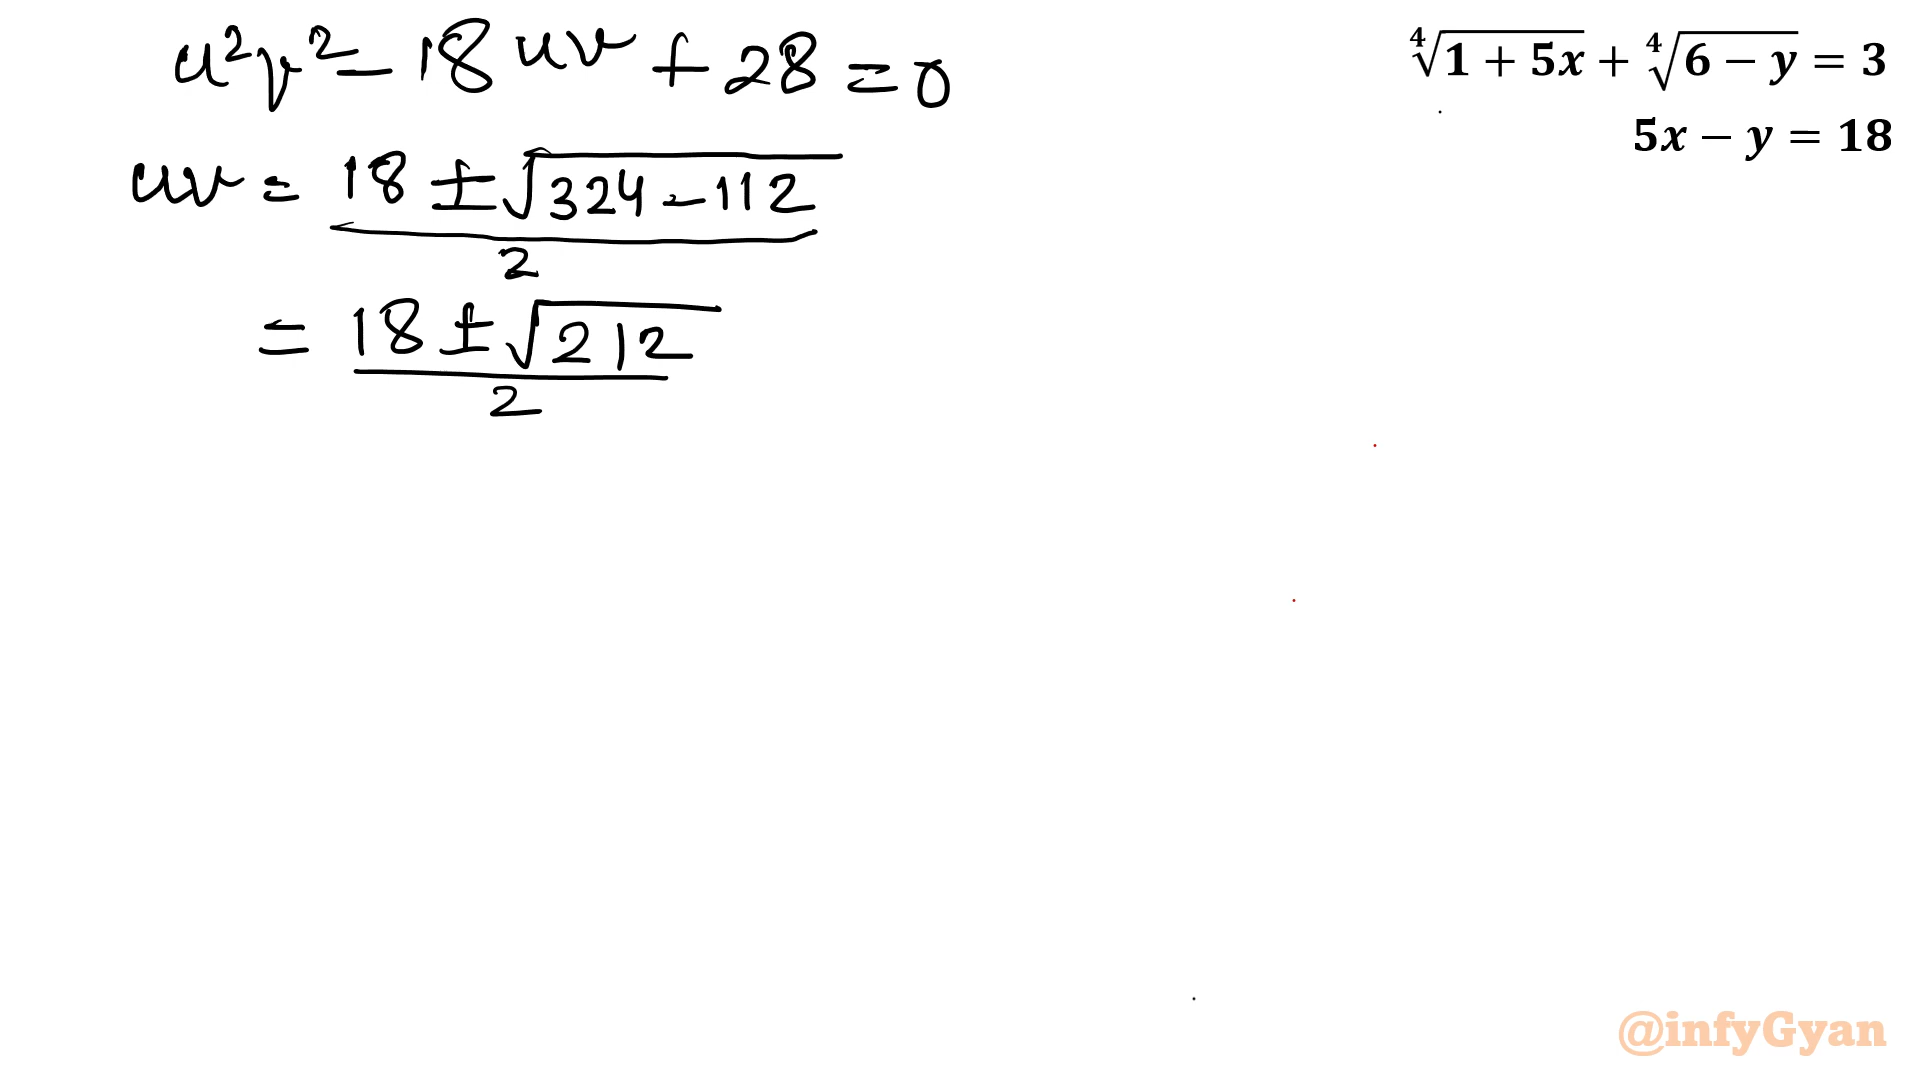 u²v² - 18uv + 28 = 0
uv = (18 ± √(324 - 112))/2
= (18 ± √212)/2
∜(1 + 5x) + ∜(6 − y) = 3
5x − y = 18
@infyGyan